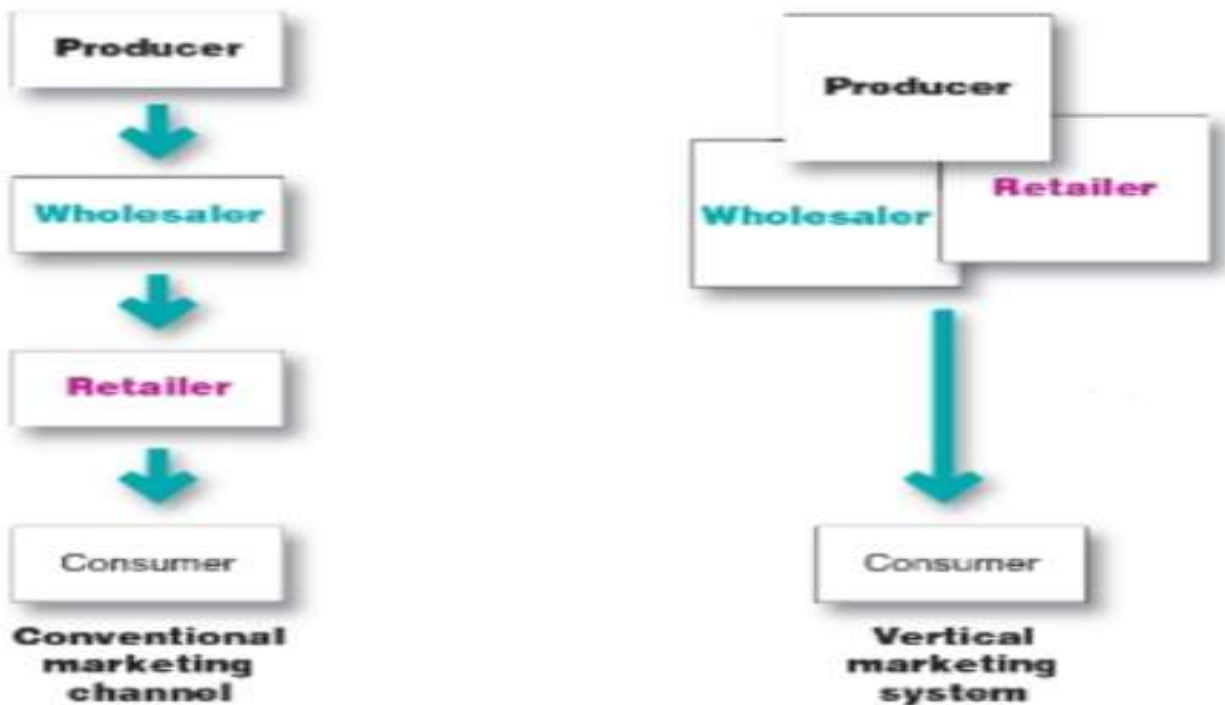 Producer
Wholesaler
Retailer
Consumer
Conventional
marketing
channel
Producer
Retailer
Wholesaler
Consumer
Vertical
marketing
system